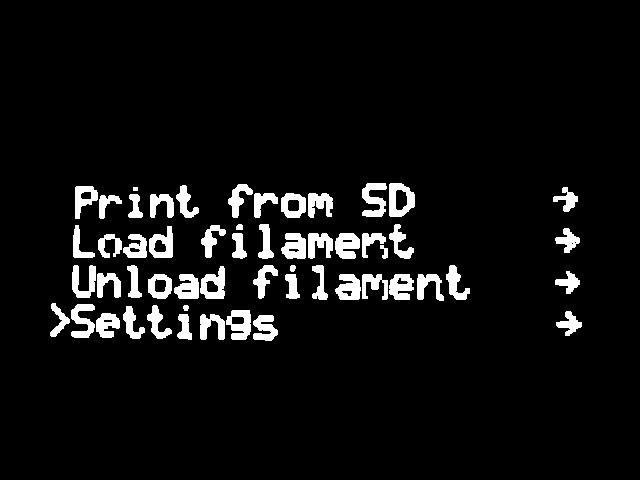 Print from SD →
Load filament →
Unload filament →
>Settings →